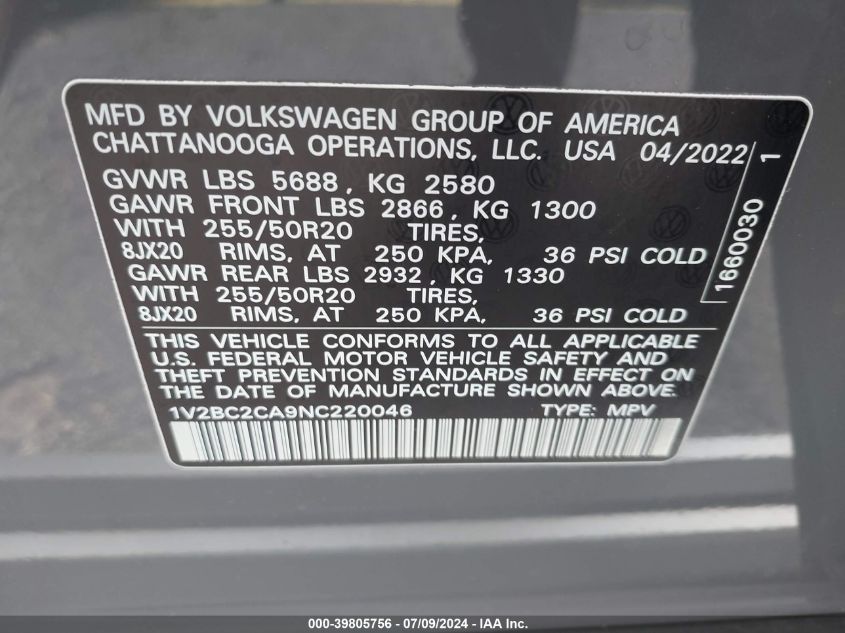 MFD BY VOLKSWAGEN GROUP OF AMERICA
CHATTANOOGA OPERATIONS, LLC. USA 04/2022
GVWR LBS 5688, KG 2580
GAWR FRONT LBS 2866, KG 1300
WITH 255/50R20 TIRES,
8JX20 RIMS, AT 250 KPA, 36 PSI COLD
GAWR REAR LBS 2932, KG 1330
WITH 255/50R20 TIRES,
8JX20 RIMS, AT 250 KPA, 36 PSI COLD
1660030 1
THIS VEHICLE CONFORMS TO ALL APPLICABLE
U.S. FEDERAL MOTOR VEHICLE SAFETY AND
THEFT PREVENTION STANDARDS IN EFFECT ON
THE DATE OF MANUFACTURE SHOWN ABOVE.
1V2BC2CA9NC220046 TYPE: MPV
000-39805756 - 07/09/2024 - IAA Inc.